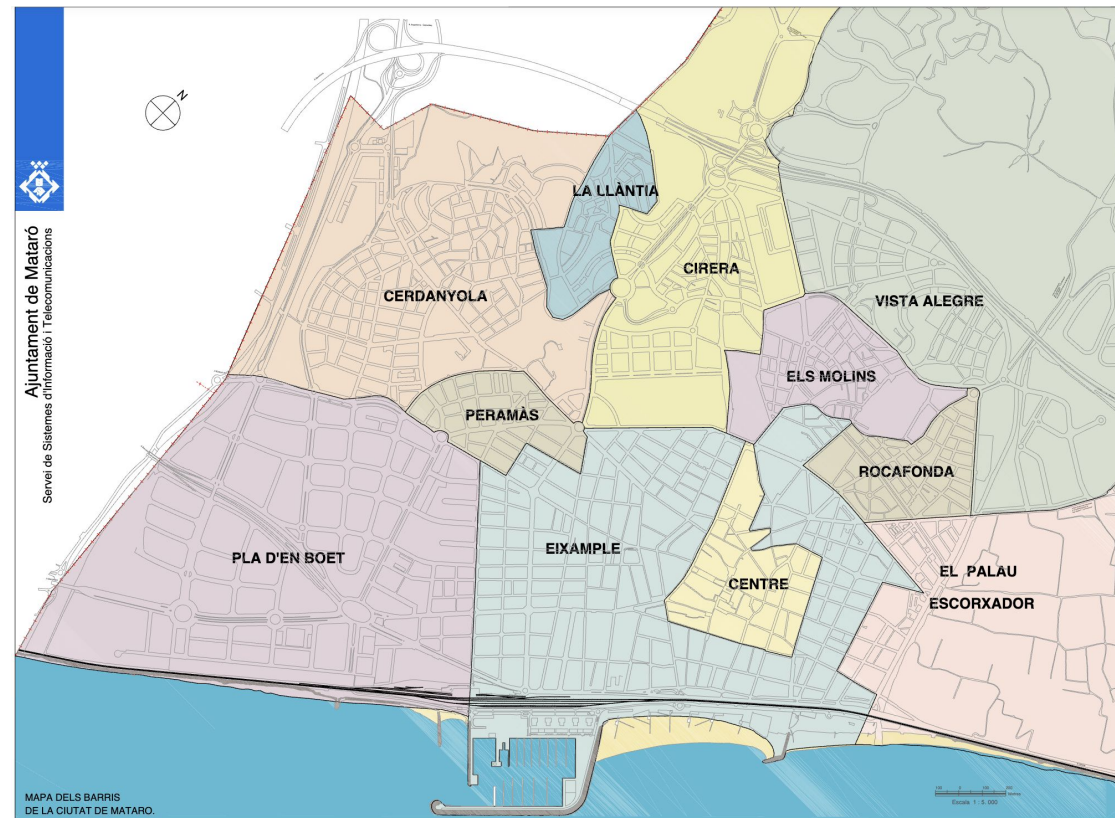 Ajuntament de Mataró
Servei de Sistemes d'Informació i Telecomunicacions
N
LA LLÀNTIA
CIRERA
CERDANYOLA
VISTA ALEGRE
ELS MOLINS
PERAMÀS
ROCAFONDA
EIXAMPLE
PLA D'EN BOET
EL PALAU
CENTRE
ESCORXADOR
MAPA DELS BARRIS
DE LA CIUTAT DE MATARO.
Escala 1 : 5. 000